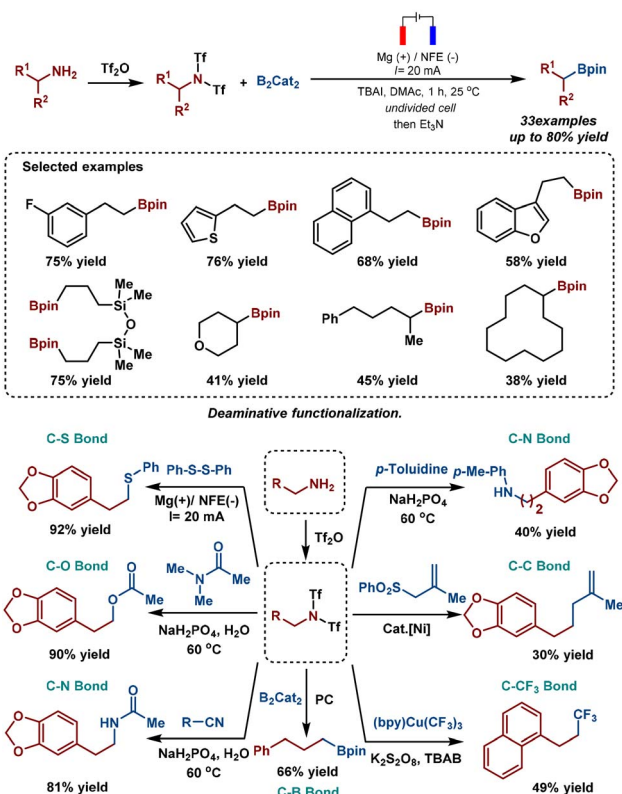 R1
NH2
R2
Tf2O
R1
N
Tf
Tf
R2
+ B2Cat2
Mg (+) / NFE (-)
I= 20 mA
TBAI, DMAc, 1 h, 25 oC
undivided cell
then Et3N
R1
Bpin
R2
33examples
up to 80% yield
Selected examples
F
Bpin
75% yield
S
Bpin
76% yield
Bpin
68% yield
O
Bpin
58% yield
Bpin
Si
Me
Me
O
Bpin
Si
Me
Me
75% yield
Bpin
O
41% yield
Ph
Bpin
Me
45% yield
Bpin
38% yield
Deaminative functionalization.
C-S Bond
O
O
S
Ph
92% yield
Ph-S-S-Ph
Mg(+)/ NFE(-)
I= 20 mA
R
NH2
Tf2O
p-Toluidine
NaH2PO4
60 oC
C-N Bond
p-Me-Ph
HN
( )2
O
O
40% yield
C-O Bond
O
O
O
O
Me
90% yield
Me
N
Me
O
Me
NaH2PO4, H2O
60 oC
R
N
Tf
Tf
PhO2S
Me
Cat.[Ni]
C-C Bond
O
O
Me
30% yield
C-N Bond
O
O
HN
O
Me
81% yield
R—CN
NaH2PO4, H2O
60 oC
B2Cat2
PC
Ph
Bpin
66% yield
C-B Bond
(bpy)Cu(CF3)3
K2S2O8, TBAB
C-CF3 Bond
CF3
49% yield